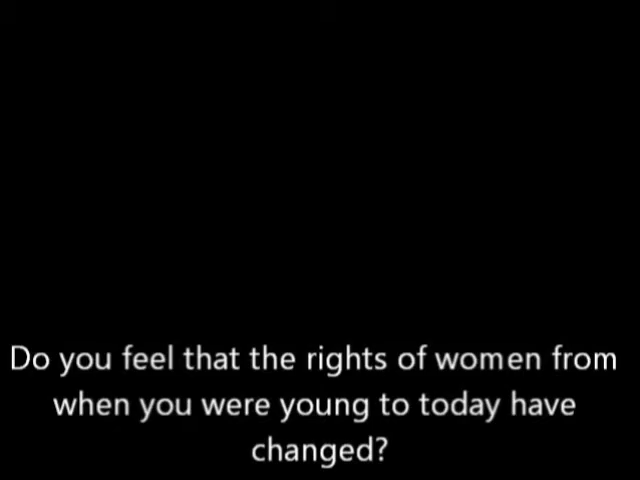 Do you feel that the rights of women from
when you were young to today have
changed?